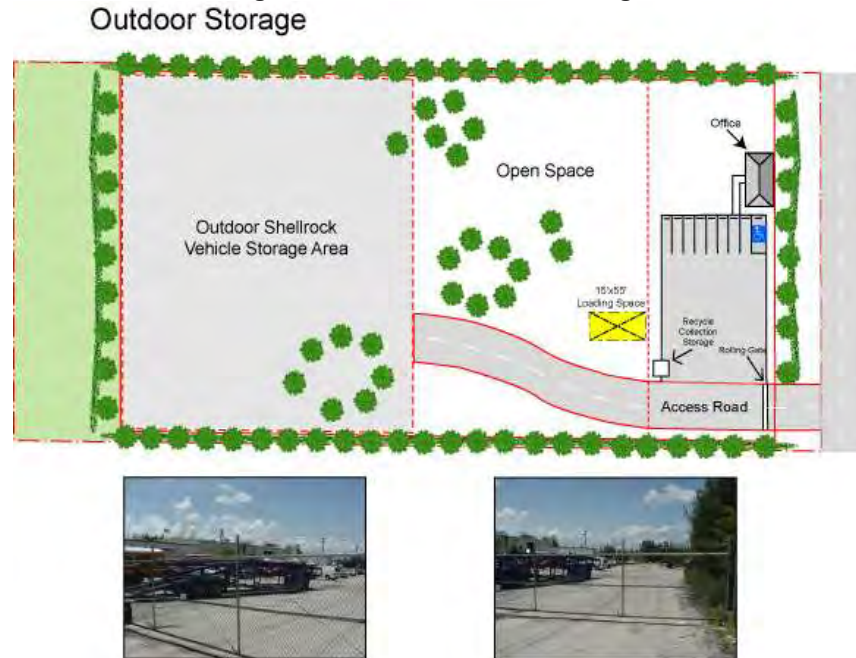 Outdoor Storage
Office
Open Space
Outdoor Shellrock
Vehicle Storage Area
15'x55'
Loading Space
Recycle
Collection
Storage
Rolling Gate
Access Road